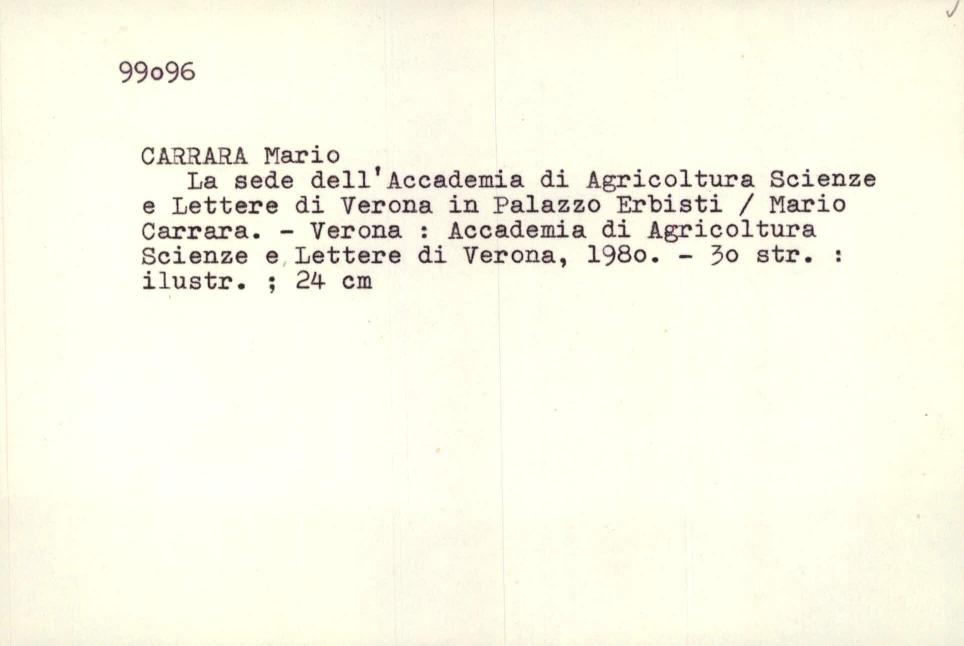 99096
CARRARA Mario
La sede dell'Accademia di Agricoltura Scienze
e Lettere di Verona in Palazzo Erbisti / Mario
Carrara. - Verona : Accademia di Agricoltura
Scienze e Lettere di Verona, 1980. - 30 str. :
ilustr. ; 24 cm